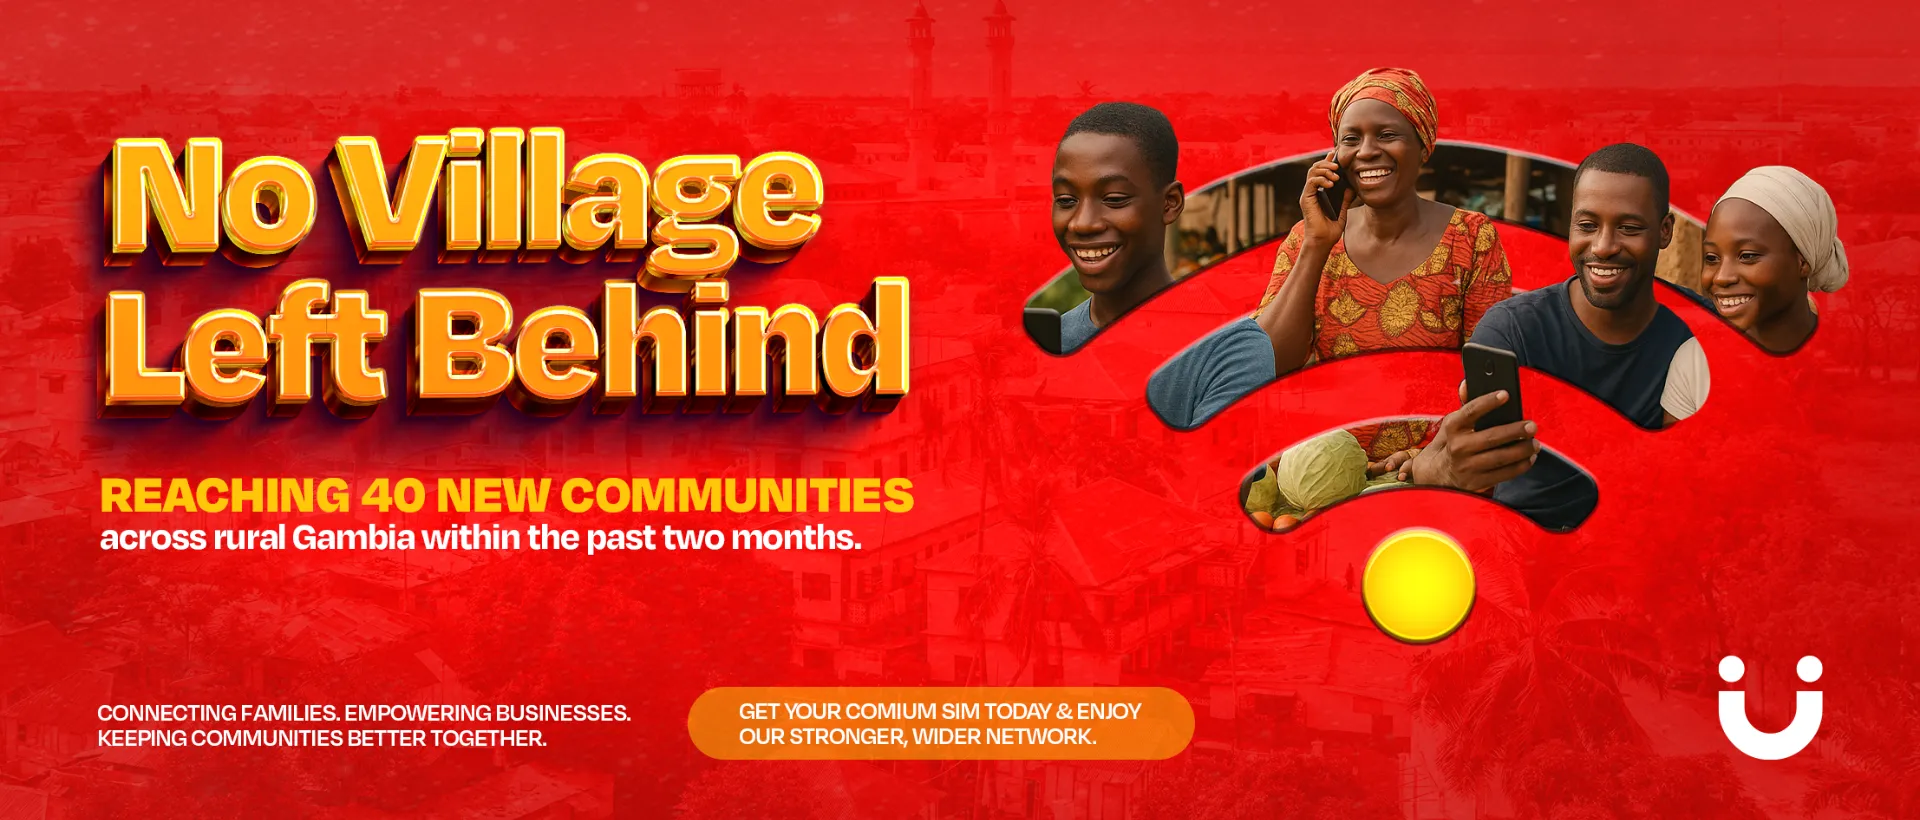 No Village
Left Behind
REACHING 40 NEW COMMUNITIES
across rural Gambia within the past two months.
CONNECTING FAMILIES. EMPOWERING BUSINESSES.
KEEPING COMMUNITIES BETTER TOGETHER.
GET YOUR COMIUM SIM TODAY & ENJOY
OUR STRONGER, WIDER NETWORK.